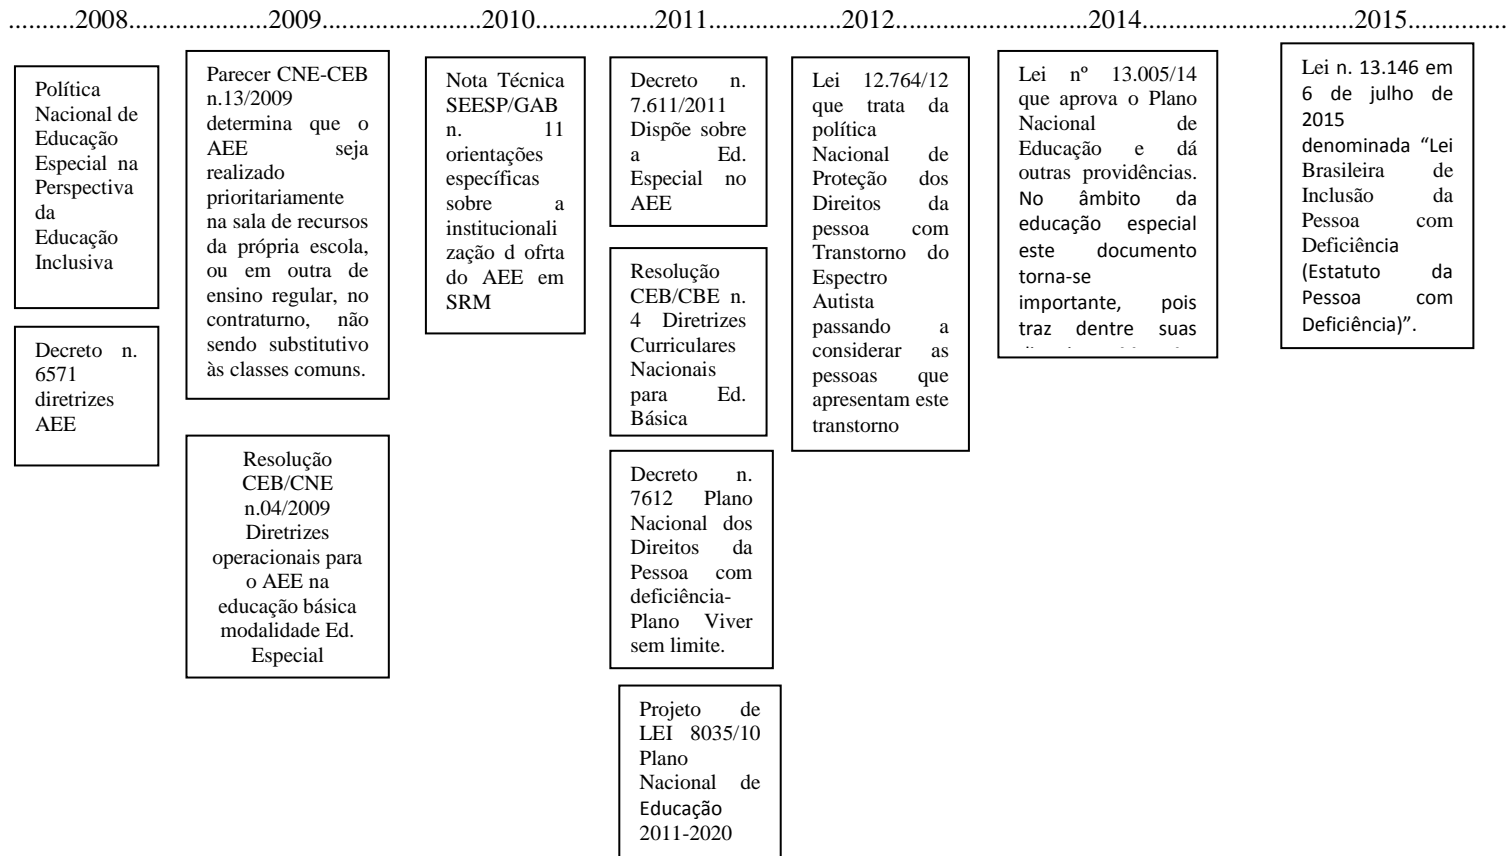 .........2008....................2009............................2010.......................2011..........................2012................................2014......................................2015...............
Política
Nacional de
Educação
Especial na
Perspectiva
da
Educação
Inclusiva
Decreto n.
6571
diretrizes
AEE
Parecer CNE-CEB
n.13/2009
determina que o
AEE seja
realizado
prioritariamente
na sala de recursos
da própria escola,
ou em outra de
ensino regular, no
contraturno, não
sendo substitutivo
às classes comuns.
Resolução
CEB/CNE
n.04/2009
Diretrizes
operacionais para
o AEE na
educação básica
modalidade Ed.
Especial
Nota Técnica
SEESP/GAB
n. 11
orientações
específicas
sobre a
institucionali
zação d ofrta
do AEE em
SRM
Decreto n.
7.611/2011
Dispõe sobre
a Ed.
Especial no
AEE
Resolução
CEB/CBE n.
4 Diretrizes
Curriculares
Nacionais
para Ed.
Básica
Decreto n.
7612 Plano
Nacional dos
Direitos da
Pessoa com
deficiência-
Plano Viver
sem limite.
Projeto de
LEI 8035/10
Plano
Nacional de
Educação
2011-2020
Lei 12.764/12
que trata da
política
Nacional de
Proteção dos
Direitos da
pessoa com
Transtorno do
Espectro
Autista
passando a
considerar as
pessoas que
apresentam este
transtorno
Lei nº 13.005/14
que aprova o Plano
Nacional de
Educação e dá
outras providências.
No âmbito da
educação especial
este documento
torna-se
importante, pois
traz dentre suas
Lei n. 13.146 em
6 de julho de
2015
denominada "Lei
Brasileira de
Inclusão da
Pessoa com
Deficiência
(Estatuto da
Pessoa com
Deficiência)".